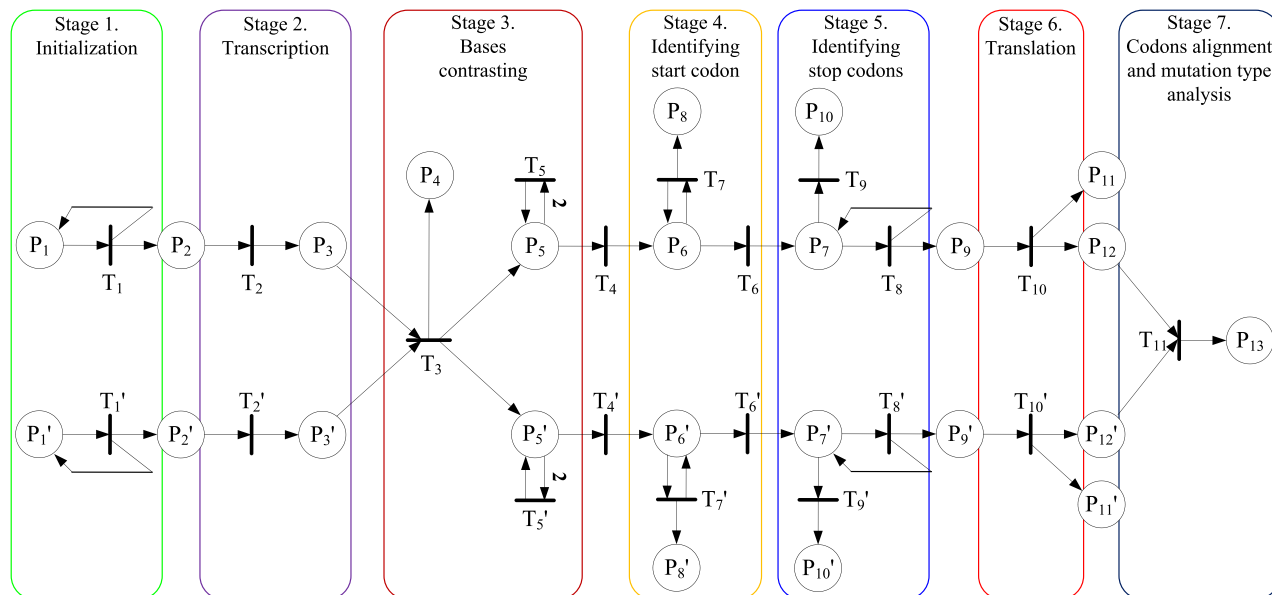 Stage 1.
Initialization
Stage 2.
Transcription
Stage 3.
Bases
contrasting
Stage 4.
Identifying
start codon
Stage 5.
Identifying
stop codons
Stage 6.
Translation
Stage 7.
Codons alignment
and mutation type
analysis
P8
P10
P4
T5
T7
T9
P11
2
P1
P2
P3
P5
P6
P7
P9
P12
T1
T2
T4
T6
T8
T10
T3
T11
P13
T1'
T2'
T4'
T6'
T8'
T10'
P1'
P2'
P3'
P5'
P6'
P7'
P9'
P12'
2
T5'
T7'
T9'
P11'
P8'
P10'